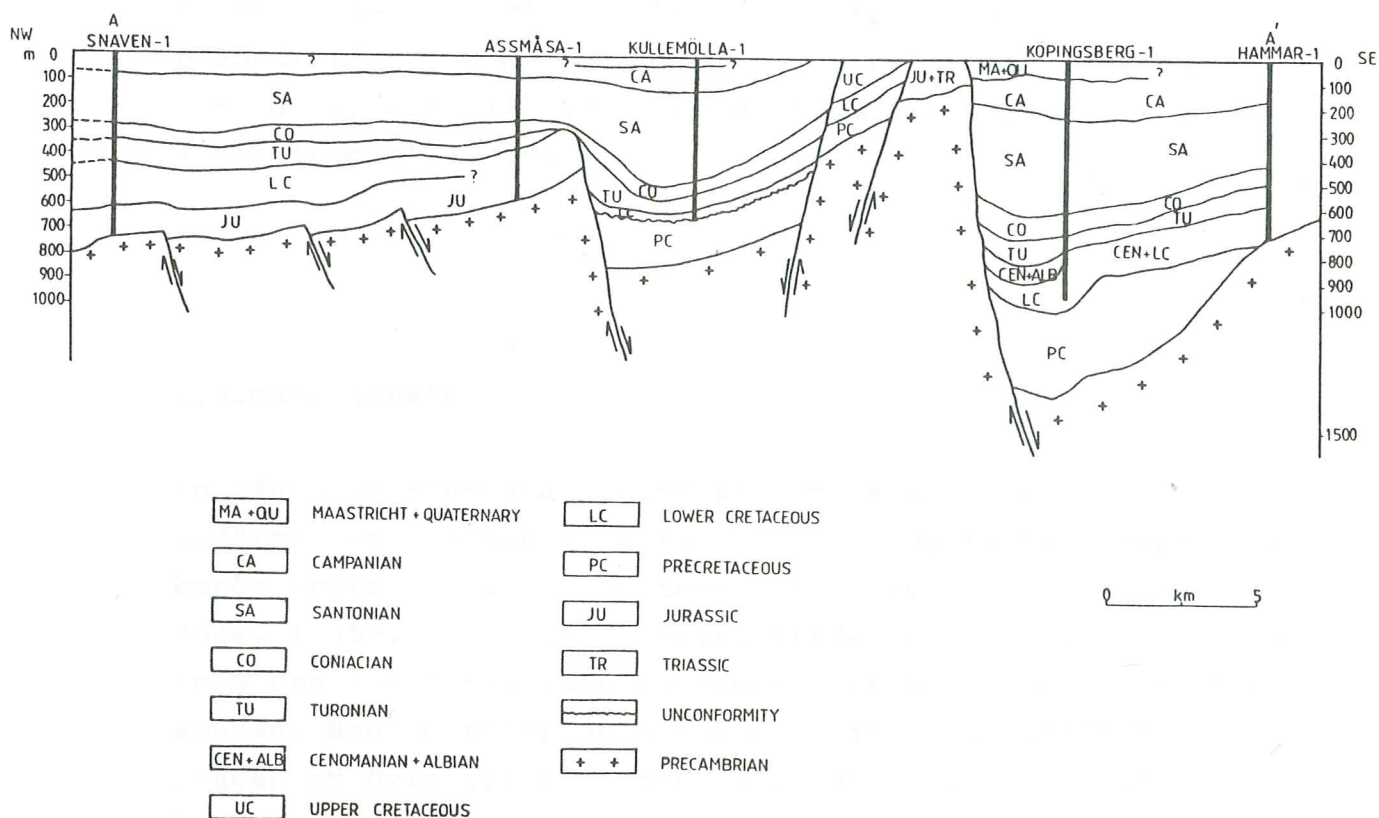 A A'
NW SNAVEN-1 ASSMÅSA-1 KULLEMÖLLA-1 KÖPINGSBERG-1 HAMMAR-1 SE
m
0 ? ? ? ? 0
100 CA UC JU+TR MA+QU ? 100
200 SA LC CA CA 200
300 CO SA PC 300
400 TU SA SA 400
500 LC ? CO 500
600 TU CO 600
700 JU JU LC CO TU 700
800 PC TU CEN+LC 800
900 CEN+ALB 900
1000 LC 1000
PC
1500
MA+QU MAASTRICHT + QUATERNARY
CA CAMPANIAN
SA SANTONIAN
CO CONIACIAN
TU TURONIAN
CEN+ALB CENOMANIAN + ALBIAN
UC UPPER CRETACEOUS
LC LOWER CRETACEOUS
PC PRECRETACEOUS
JU JURASSIC
TR TRIASSIC
UNCONFORMITY
+ + PRECAMBRIAN
0 km 5